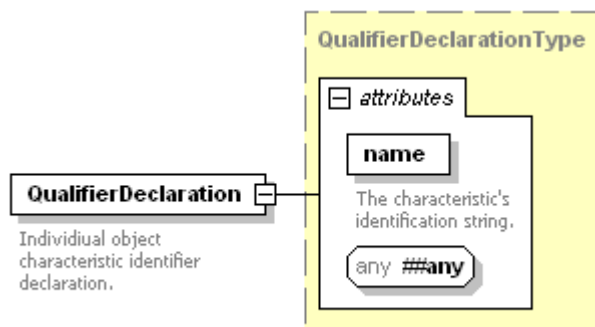 QualifierDeclarationType
attributes
name
The characteristic's
identification string.
QualifierDeclaration
Individiual object
characteristic identifier
declaration.
any ##any